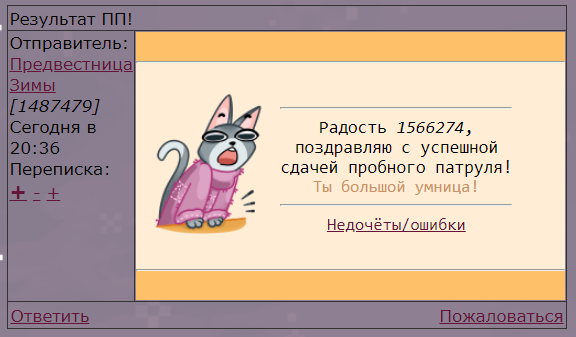 Результат ПП!
Отправитель:
Предвестница
Зимы
[1487479]
Сегодня в
20:36
Переписка:
+ - +
Радость 1566274,
поздравляю с успешной
сдачей пробного патруля!
Ты большой умница!
Недочёты/ошибки
Ответить
Пожаловаться